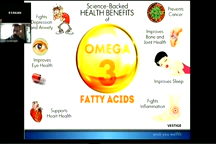 Science-Backed
HEALTH BENEFITS
of
OMEGA
3
FATTY ACIDS
Fights
Depression
and Anxiety
Improves
Eye Health
Supports
Heart Health
Prevents
Cancer
Improves
Bone and
Joint Health
Improves Sleep
Fights
Inflammation
VESTIGE